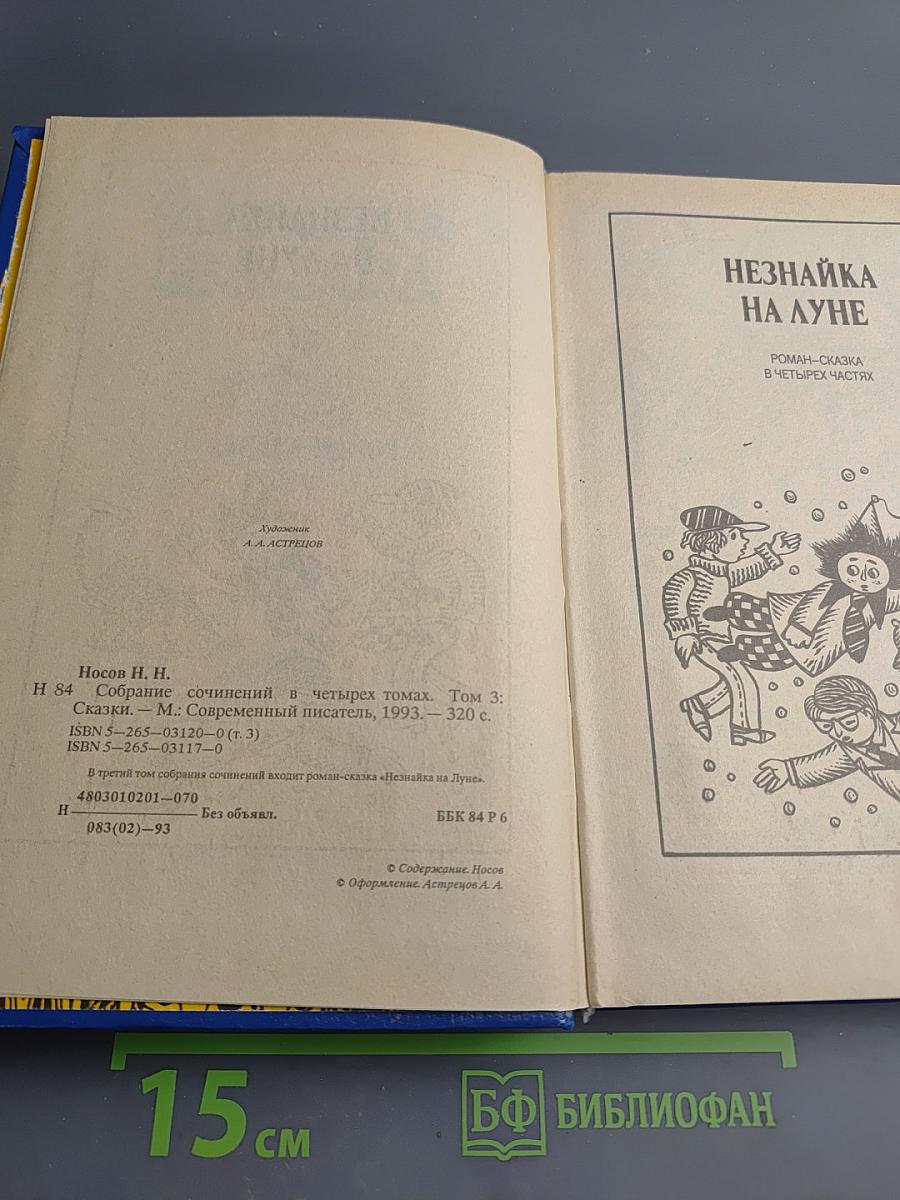 Художник
А. А. АСТРЕЦОВ
Носов Н. Н.
Н 84 Собрание сочинений в четырех томах. Том 3:
Сказки. — М.: Современный писатель, 1993. — 320 с.
ISBN 5—265—03120—0 (т. 3)
ISBN 5—265—03117—0
В третий том собрания сочинений входит роман-сказка «Незнайка на Луне».
4803010201—070
Н ——— Без объявл.
083(02)—93
ББК 84 Р 6
© Содержание. Носов
© Оформление. Астрецов А. А.
НЕЗНАЙКА
НА ЛУНЕ
РОМАН–СКАЗКА
В ЧЕТЫРЕХ ЧАСТЯХ
15 см
БФ БИБЛИОФАН